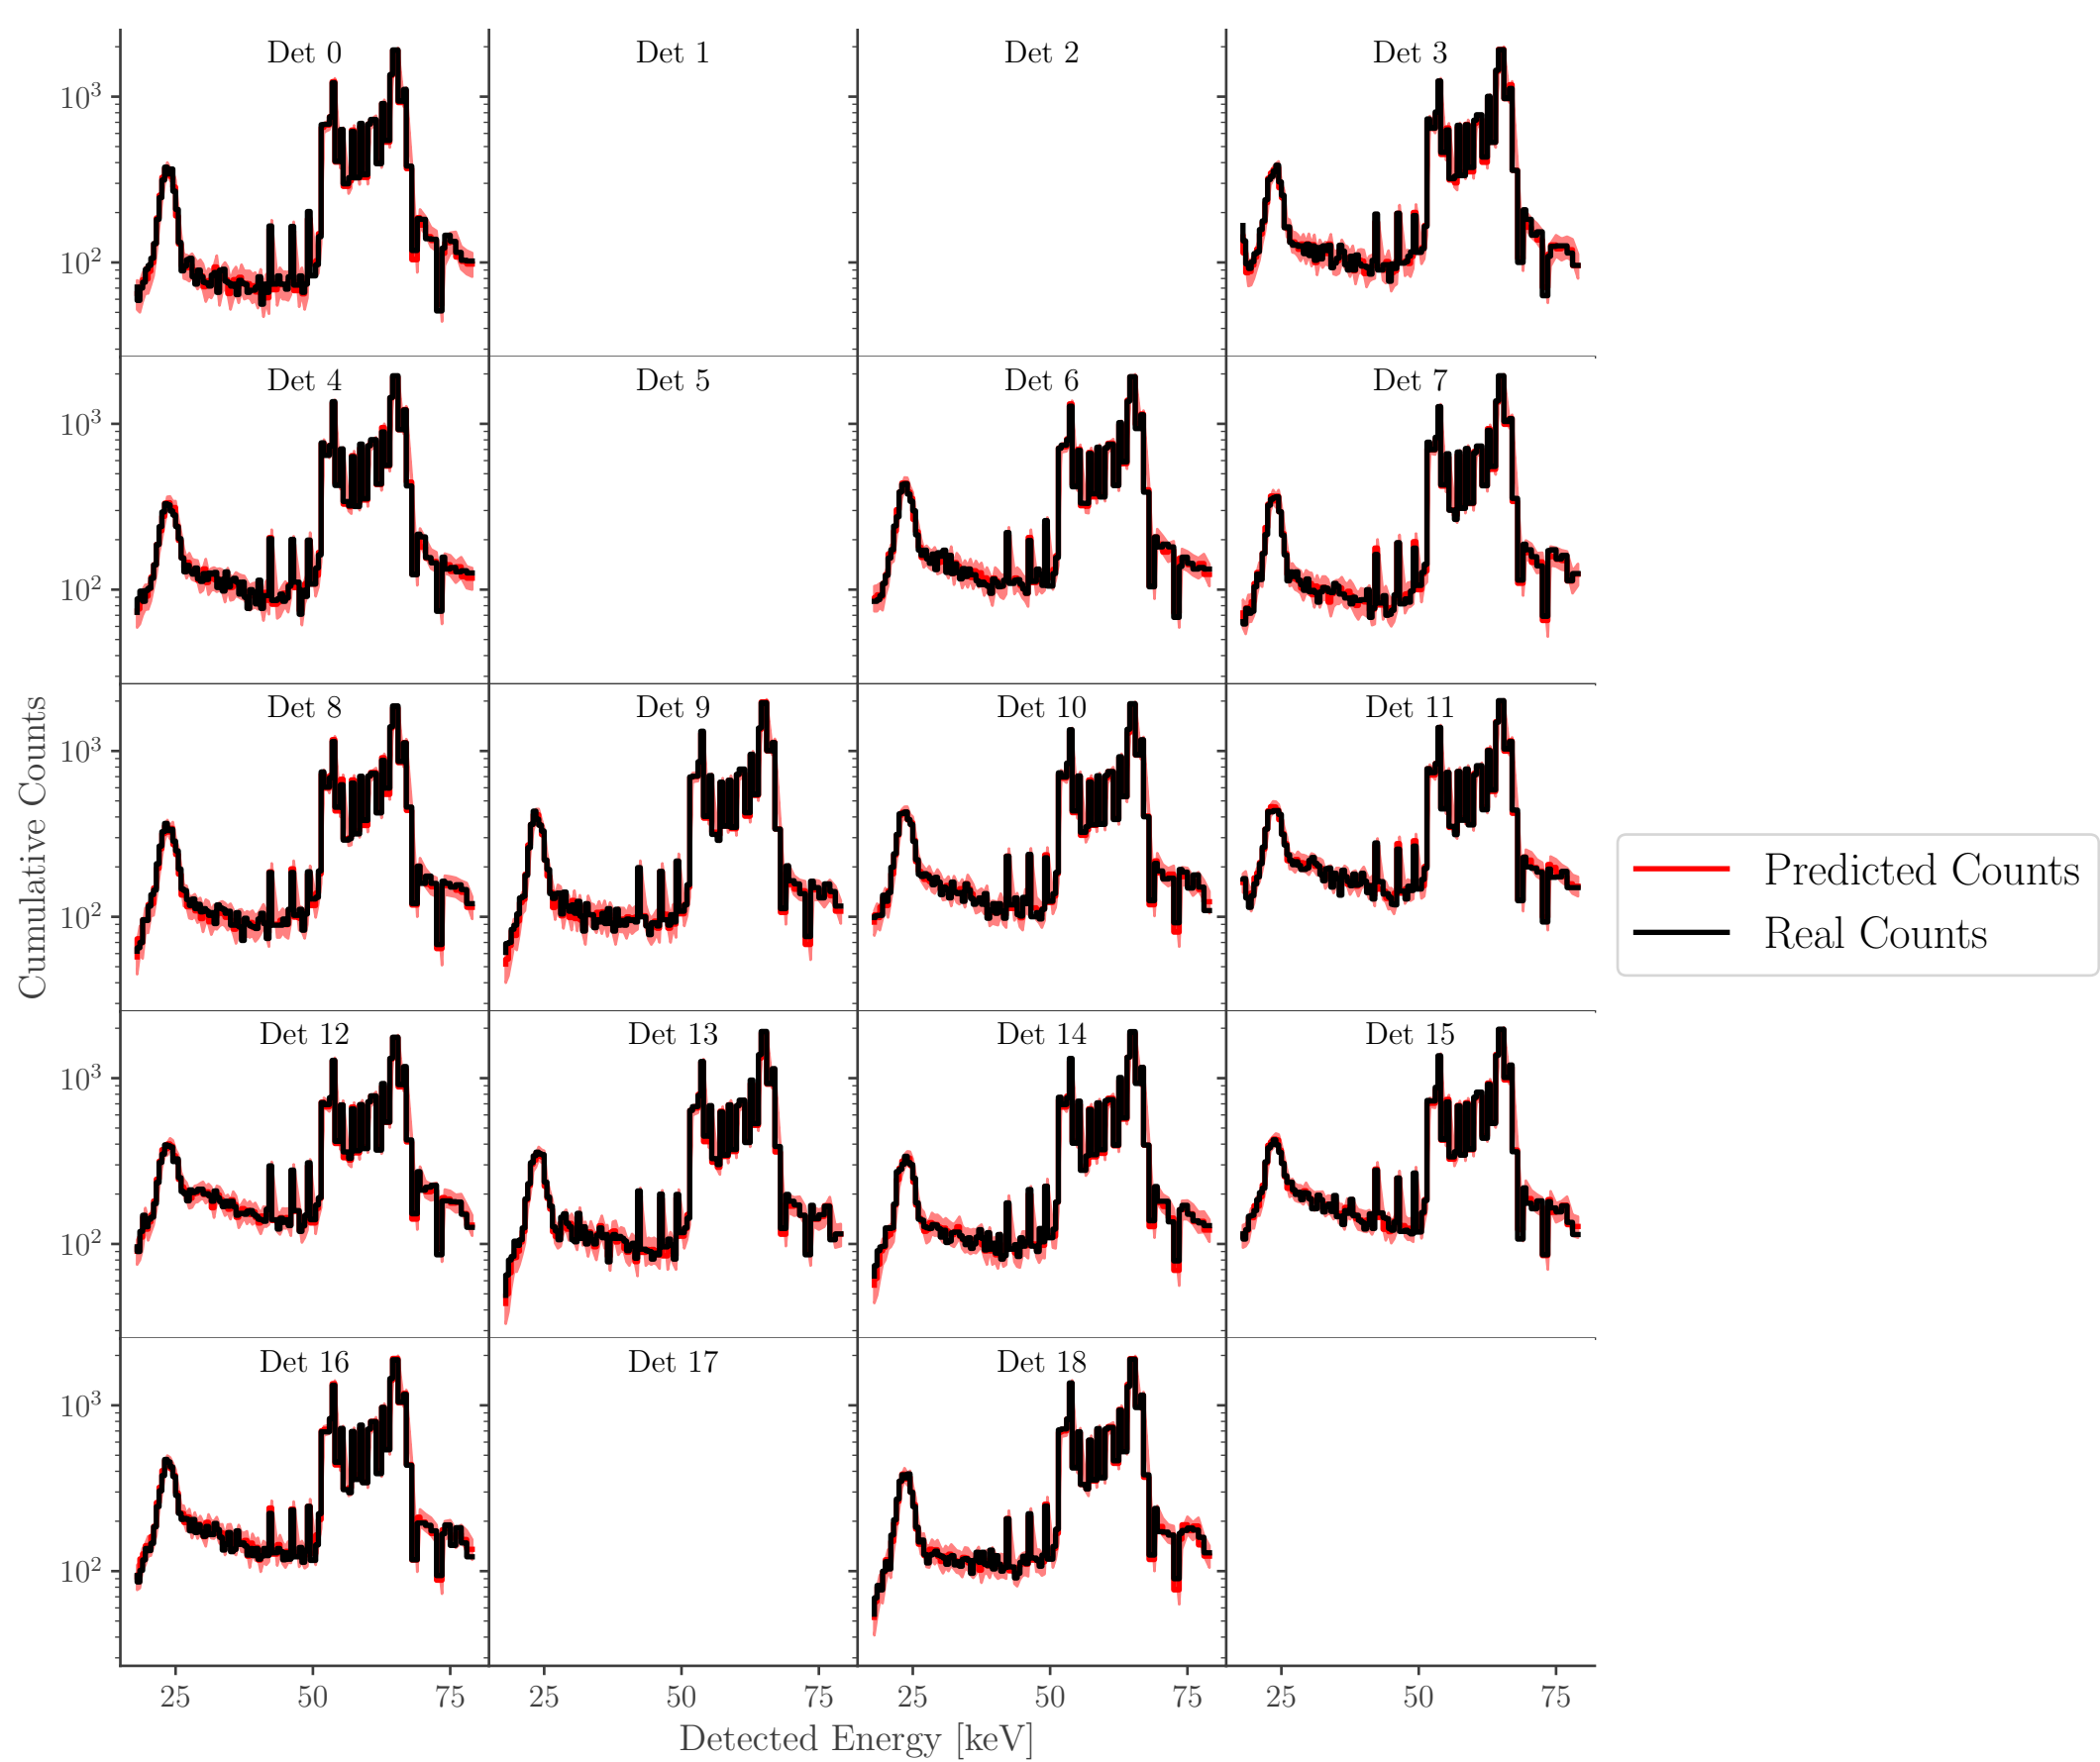 Det 0
Det 1
Det 2
Det 3
10³
10²
Det 4
Det 5
Det 6
Det 7
10³
10²
Det 8
Det 9
Det 10
Det 11
10³
10²
Cumulative Counts
Predicted Counts
Real Counts
Det 12
Det 13
Det 14
Det 15
10³
10²
Det 16
Det 17
Det 18
10³
10²
25 50 75 25 50 75 25 50 75 25 50 75
Detected Energy [keV]